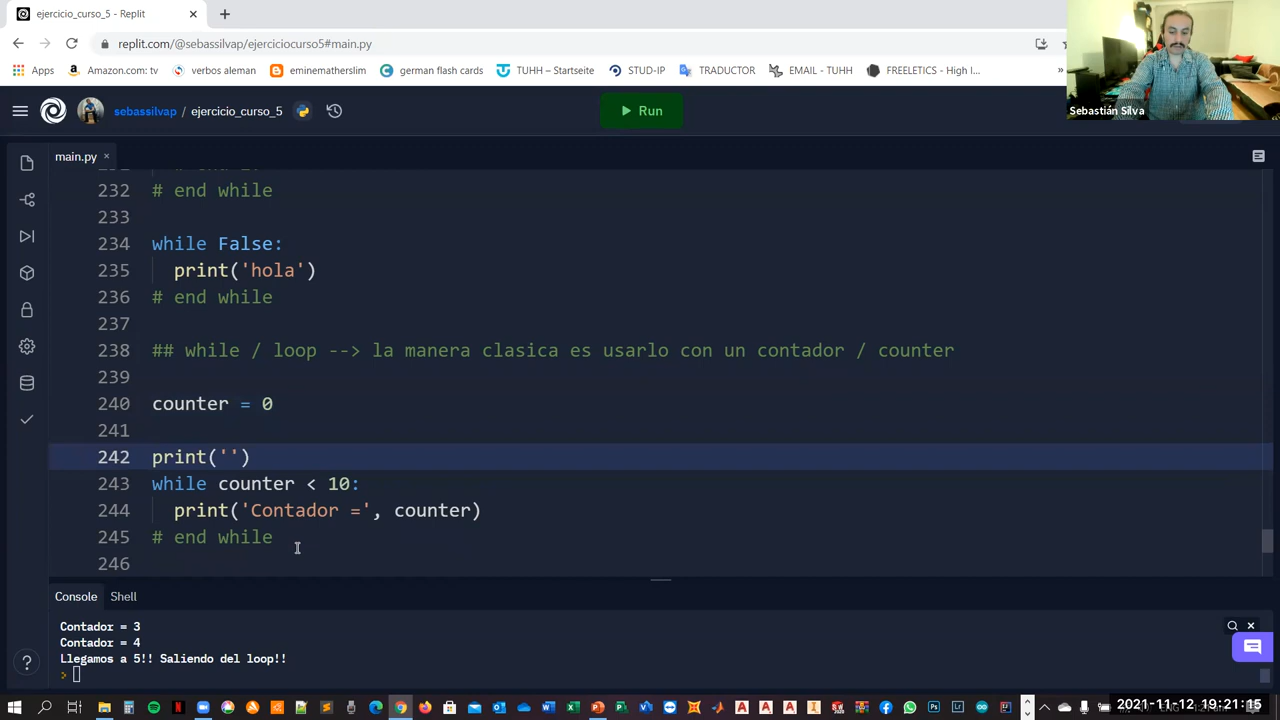 ejercicio_curso_5 - Replit
replit.com/@sebassilvap/ejerciciocurso5#main.py
Apps
Amazon.com: tv
verbos aleman
eminematherslim
german flash cards
TUHH – Startseite
STUD-IP
TRADUCTOR
EMAIL - TUHH
»
Sebastián Silva
sebassilvap / ejercicio_curso_5
Run
main.py
232 # end while
233
234 while False:
235 print('hola')
236 # end while
237
238 ## while / loop --> la manera clasica es usarlo con un contador / counter
239
240 counter = 0
241
242 print('')
243 while counter < 10:
244 print('Contador =', counter)
245 # end while
246
Console
Shell
Contador = 3
Contador = 4
Llegamos a 5!! Saliendo del loop!!
>
2021-11-12 19:21:15